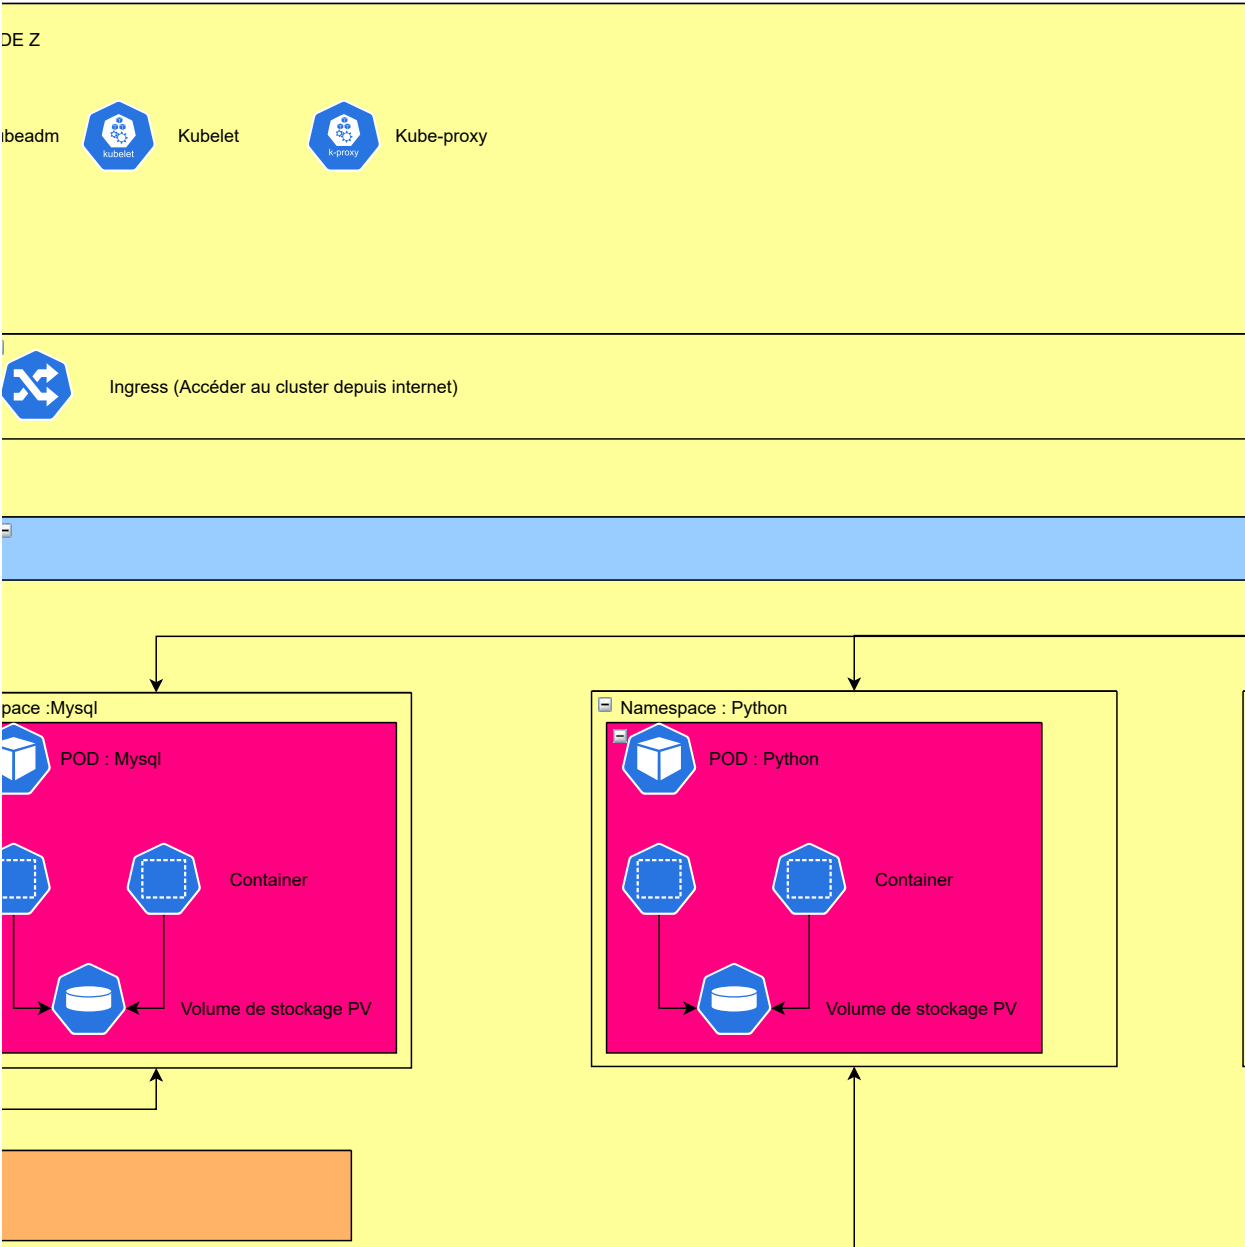 DE Z
beadm
kubelet
Kubelet
k-proxy
Kube-proxy
Ingress (Accéder au cluster depuis internet)
pace :Mysql
POD : Mysql
Container
Volume de stockage PV
Namespace : Python
POD : Python
Container
Volume de stockage PV